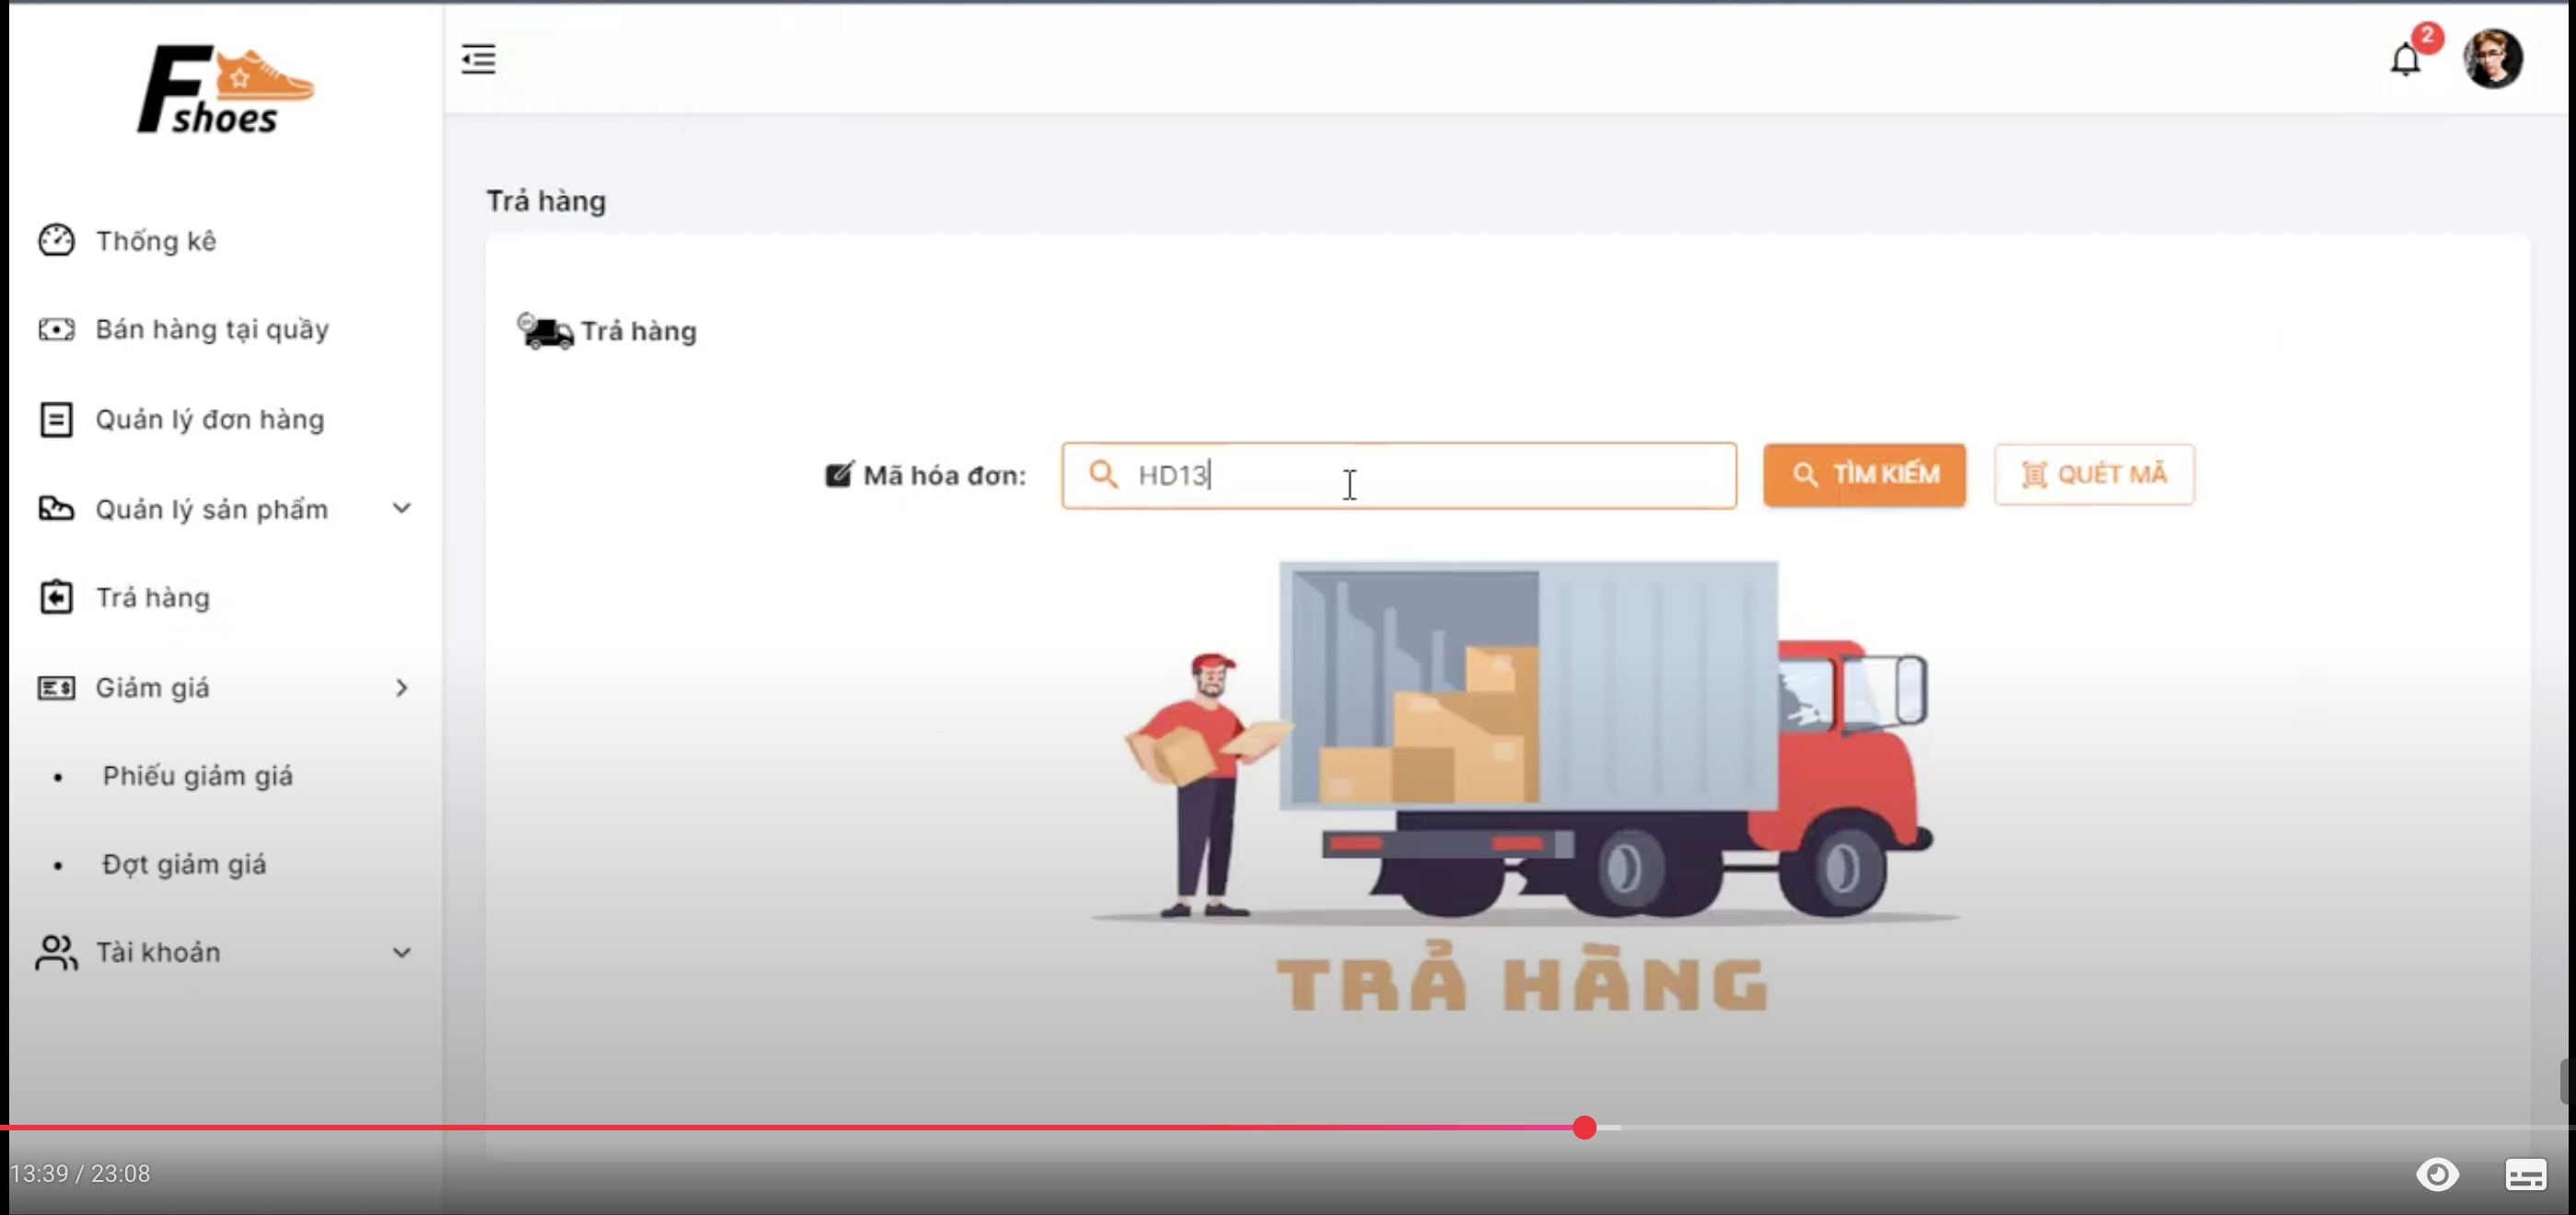 F shoes
2
Trả hàng
Thống kê
Bán hàng tại quầy
Quản lý đơn hàng
Quản lý sản phẩm
Trả hàng
Giảm giá
Phiếu giảm giá
Đợt giảm giá
Tài khoản
Trả hàng
Mã hóa đơn: HD13 TÌM KIẾM QUÉT MÃ
TRẢ HÀNG
13:39 / 23:08